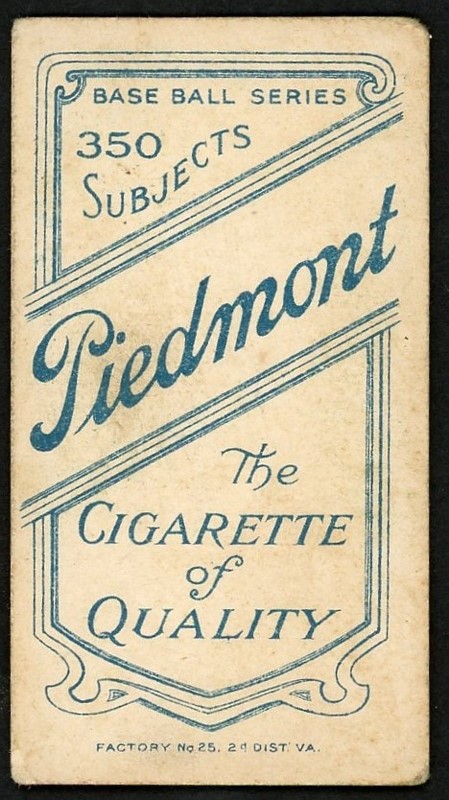 BASE BALL SERIES
350
SUBJECTS
Piedmont
The
CIGARETTE
of
QUALITY
FACTORY No 25. 2d DIST. VA.